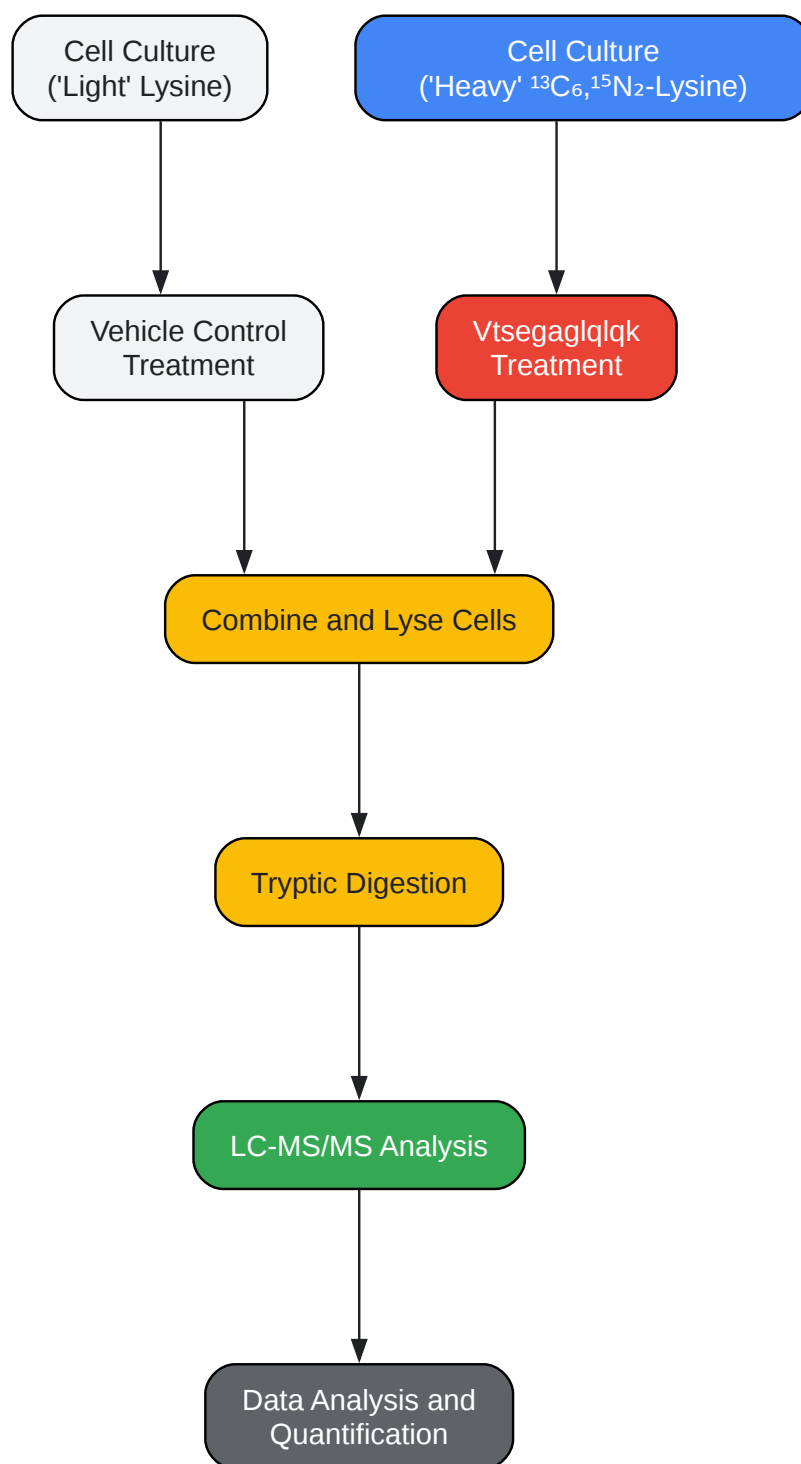 Cell Culture
('Light' Lysine)
Cell Culture
('Heavy' ¹³C₆,¹⁵N₂-Lysine)
Vehicle Control
Treatment
Vtsegaglqlqk
Treatment
Combine and Lyse Cells
Tryptic Digestion
LC-MS/MS Analysis
Data Analysis and
Quantification